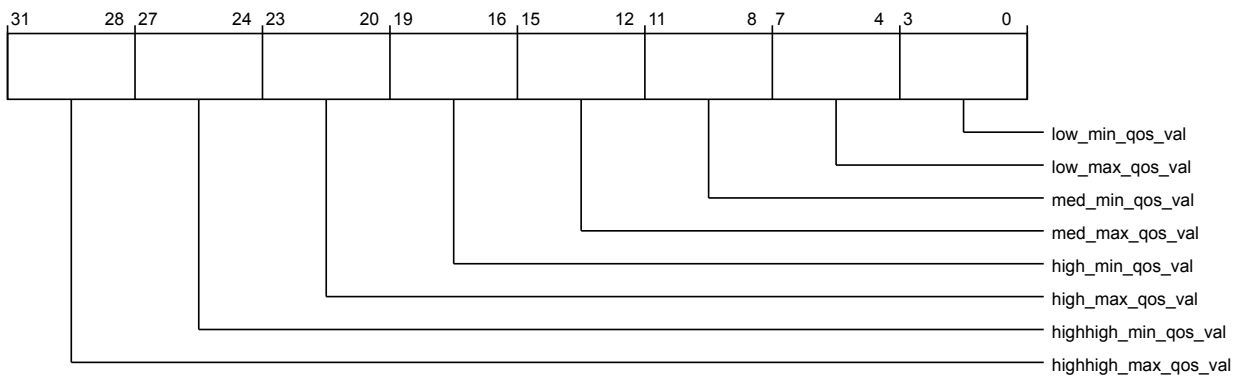 31 28 27 24 23 20 19 16 15 12 11 8 7 4 3 0
low_min_qos_val
low_max_qos_val
med_min_qos_val
med_max_qos_val
high_min_qos_val
high_max_qos_val
highhigh_min_qos_val
highhigh_max_qos_val